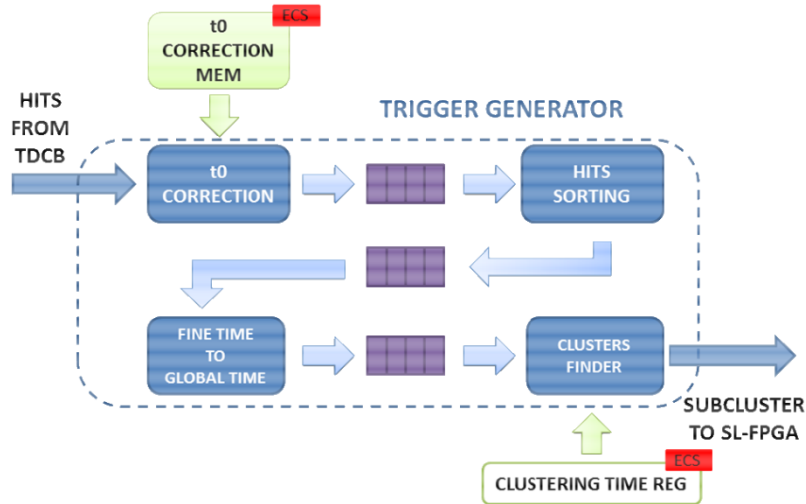 t0
ECS
CORRECTION
MEM
HITS
FROM
TDCB
TRIGGER GENERATOR
t0
CORRECTION
HITS
SORTING
FINE TIME
TO
GLOBAL TIME
CLUSTERS
FINDER
SUBCLUSTER
TO SL-FPGA
ECS
CLUSTERING TIME REG